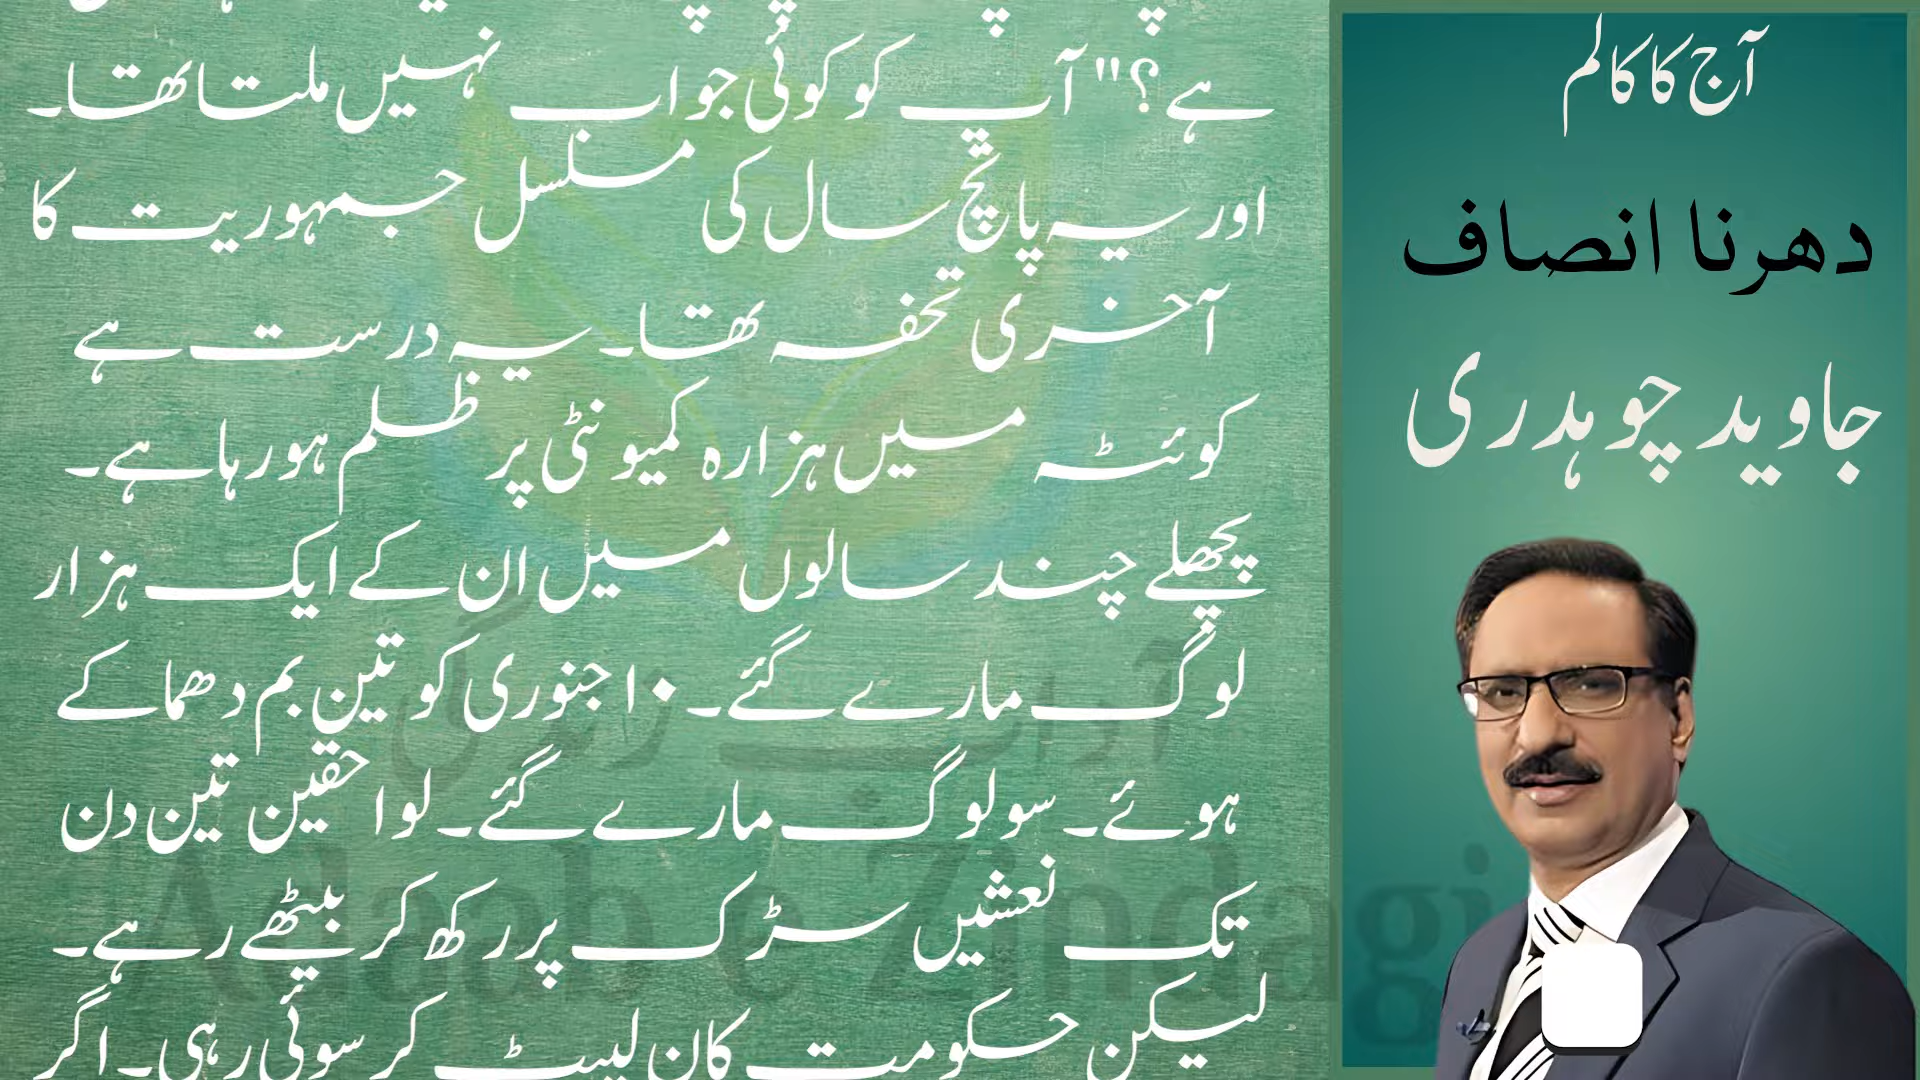 ہے؟" آپ کو کوئی جواب نہیں ملتا تھا۔
اور یہ پانچ سال کی مسلسل جمہوریت کا
آخری تحفہ تھا۔ یہ درست ہے
کوئٹہ میں ہزارہ کمیونٹی پر ظلم ہو رہا ہے۔
پچھلے چند سالوں میں ان کے ایک ہزار
لوگ مارے گئے۔ ۱۰ جنوری کو تین بم دھماکے
ہوئے۔ سو لوگ مارے گئے۔ لواحقین تین دن
تک نعشیں سڑک پر رکھ کر بیٹھے رہے۔
لیکن حکومت کان لپیٹ کر سوئی رہی۔ اگر
آج کا کالم
دھرنا انصاف
جاوید چوہدری
آداب زندگی
Adaab e Zindagi